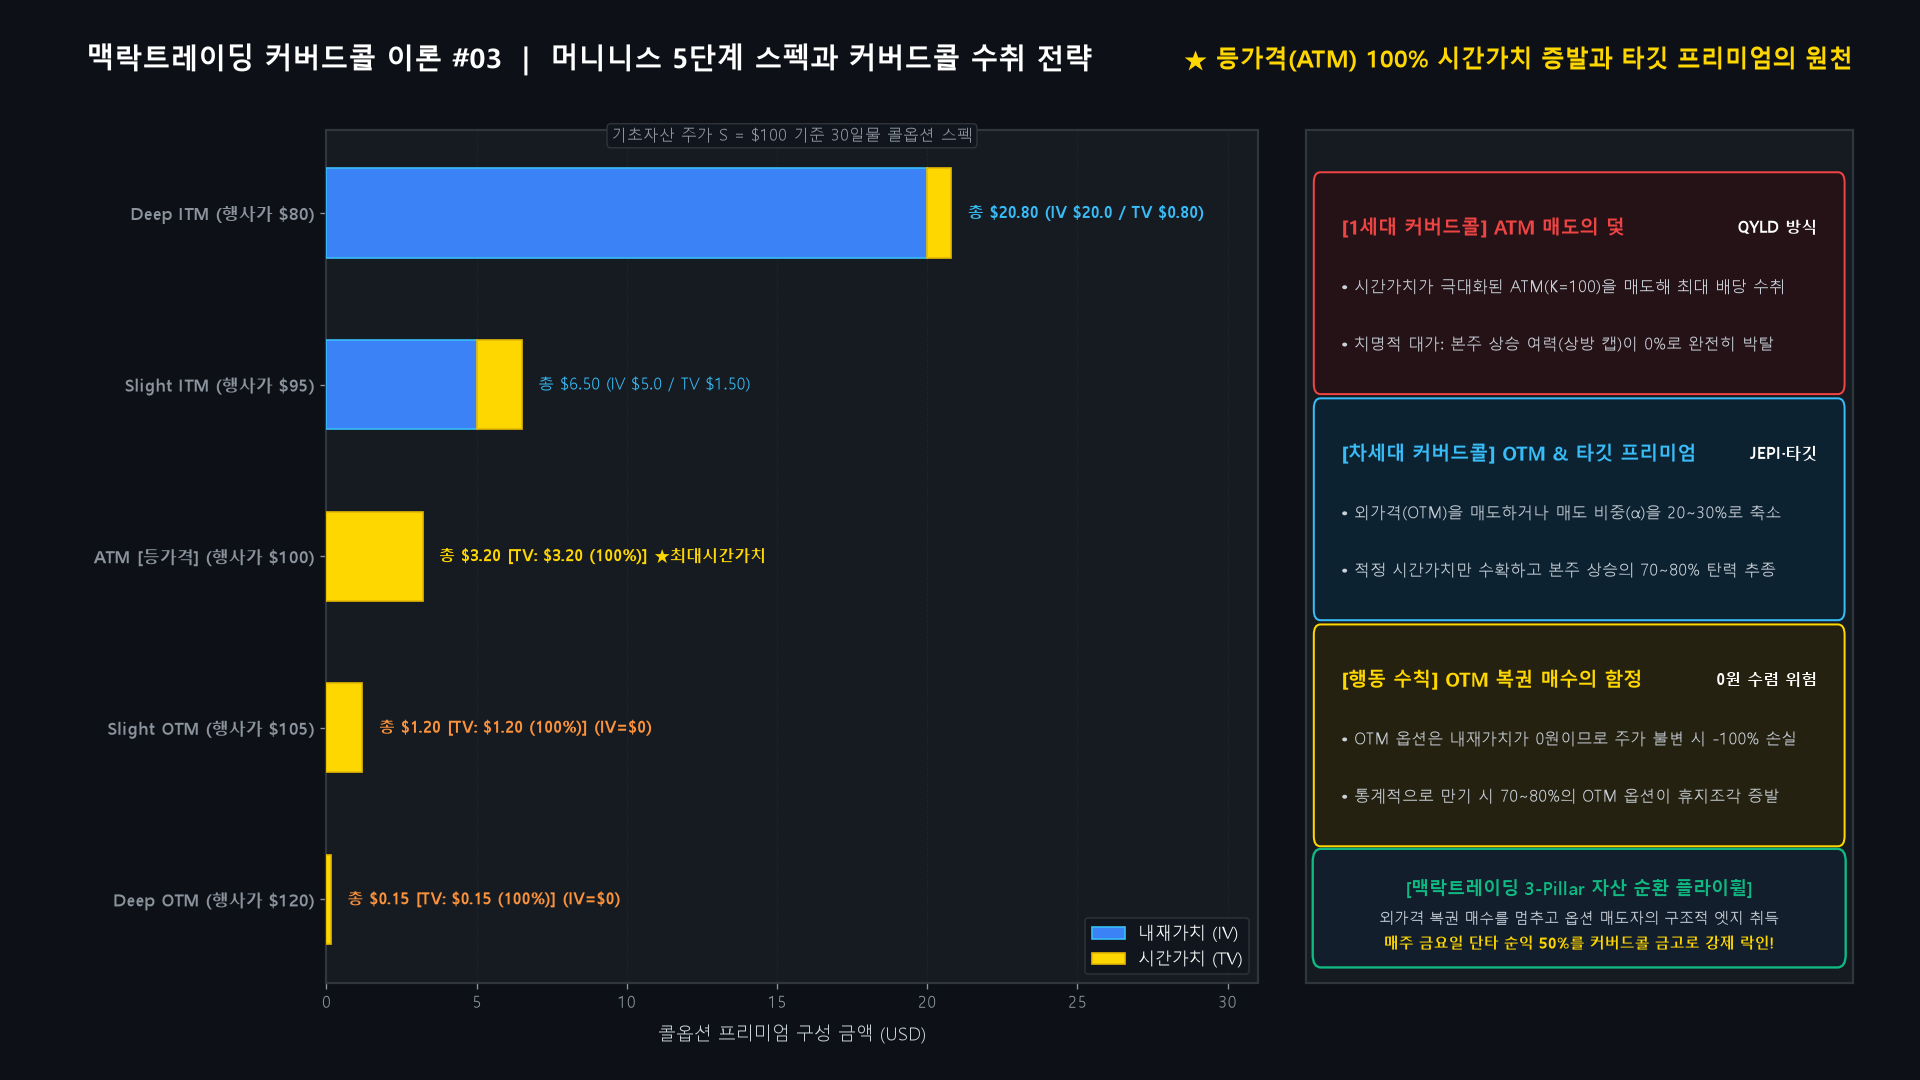 맥락트레이딩 커버드콜 이론 #03 | 머니니스 5단계 스펙과 커버드콜 수취 전략
★ 등가격(ATM) 100% 시간가치 증발과 타깃 프리미엄의 원천
기초자산 주가 S = $100 기준 30일물 콜옵션 스펙
Deep ITM (행사가 $80)
총 $20.80 (IV $20.0 / TV $0.80)
Slight ITM (행사가 $95)
총 $6.50 (IV $5.0 / TV $1.50)
ATM [등가격] (행사가 $100)
총 $3.20 [TV: $3.20 (100%)] ★최대시간가치
Slight OTM (행사가 $105)
총 $1.20 [TV: $1.20 (100%)] (IV=$0)
Deep OTM (행사가 $120)
총 $0.15 [TV: $0.15 (100%)] (IV=$0)
내재가치 (IV)
시간가치 (TV)
0 5 10 15 20 25 30
콜옵션 프리미엄 구성 금액 (USD)
[1세대 커버드콜] ATM 매도의 덫
QYLD 방식
• 시간가치가 극대화된 ATM(K=100)을 매도해 최대 배당 수취
• 치명적 대가: 본주 상승 여력(상방 캡)이 0%로 완전히 박탈
[차세대 커버드콜] OTM & 타깃 프리미엄
JEPI·타깃
• 외가격(OTM)을 매도하거나 매도 비중(α)을 20~30%로 축소
• 적정 시간가치만 수확하고 본주 상승의 70~80% 탄력 추종
[행동 수칙] OTM 복권 매수의 함정
0원 수렴 위험
• OTM 옵션은 내재가치가 0원이므로 주가 불변 시 -100% 손실
• 통계적으로 만기 시 70~80%의 OTM 옵션이 휴지조각 증발
[맥락트레이딩 3-Pillar 자산 순환 플라이휠]
외가격 복권 매수를 멈추고 옵션 매도자의 구조적 엣지 취득
매주 금요일 단타 순익 50%를 커버드콜 금고로 강제 락인!